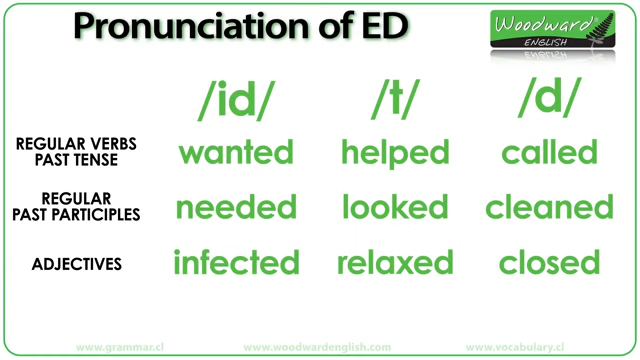 Pronunciation of ED
Woodward
ENGLISH
/id/ /t/ /d/
REGULAR VERBS
PAST TENSE
wanted helped called
REGULAR
PAST PARTICIPLES
needed looked cleaned
ADJECTIVES
infected relaxed closed
www.grammar.cl www.woodwardenglish.com www.vocabulary.cl